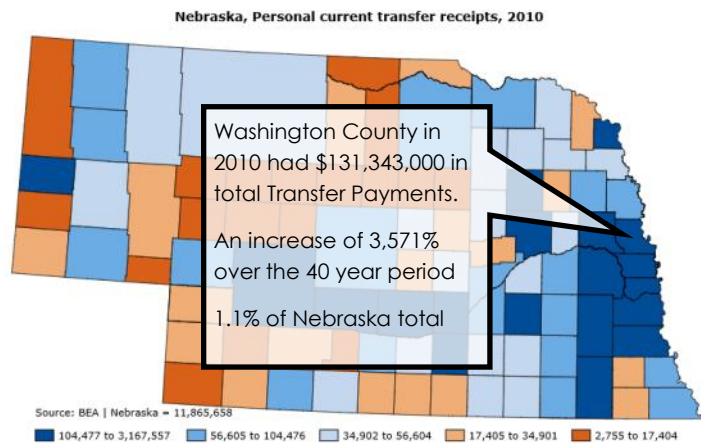 Nebraska, Personal current transfer receipts, 2010
Washington County in
2010 had $131,343,000 in
total Transfer Payments.
An increase of 3,571%
over the 40 year period
1.1% of Nebraska total
Source: BEA | Nebraska = 11,865,658
104,477 to 3,167,557 56,605 to 104,476 34,902 to 56,604 17,405 to 34,901 2,755 to 17,404